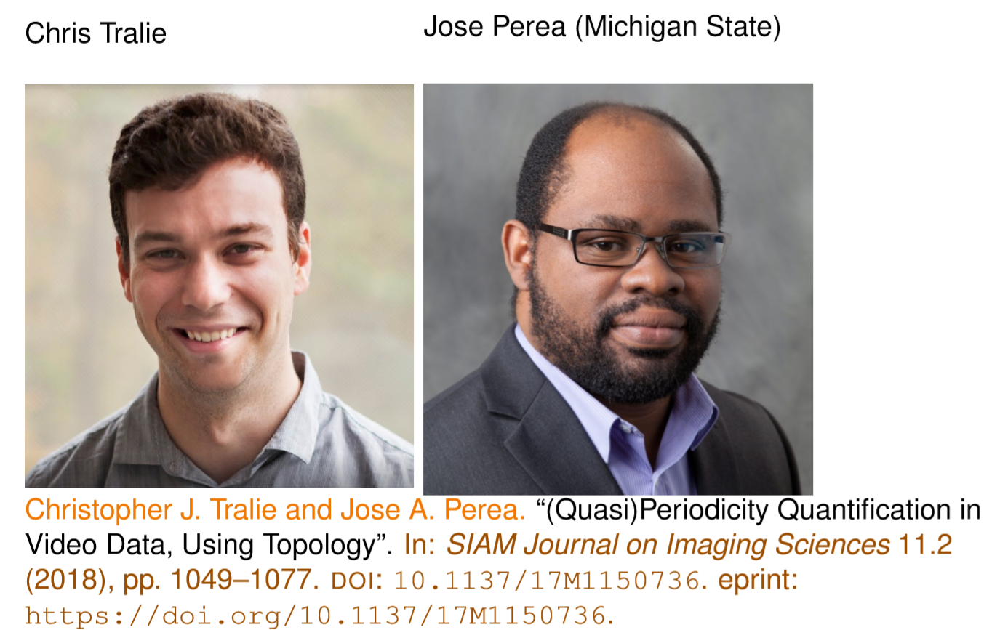 Chris Tralie
Jose Perea (Michigan State)
Christopher J. Tralie and Jose A. Perea. “(Quasi)Periodicity Quantification in
Video Data, Using Topology”. In: SIAM Journal on Imaging Sciences 11.2
(2018), pp. 1049–1077. DOI: 10.1137/17M1150736. eprint:
https://doi.org/10.1137/17M1150736.